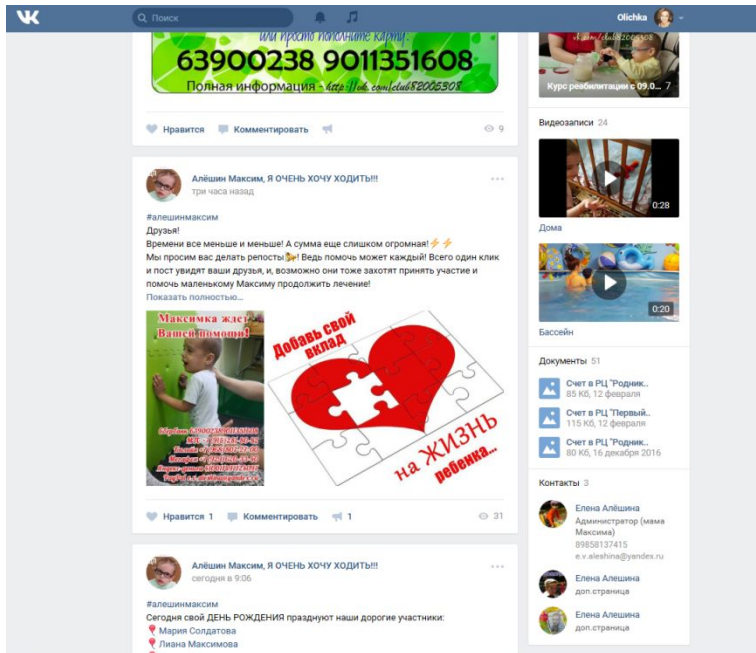 Поиск
Olichka
или просто пополните карту:
63900238 9011351608
Полная информация - http://ok.com/club82005308
Нравится Комментировать 9
Алёшин Максим, Я ОЧЕНЬ ХОЧУ ХОДИТЬ!!!
три часа назад
#алешинмаксим
Друзья!
Времени все меньше и меньше! А сумма еще слишком огромная!⚡⚡
Мы просим вас делать репосты! Ведь помочь может каждый! Всего один клик
и пост увидят ваши друзья, и, возможно они тоже захотят принять участие и
помочь маленькому Максиму продолжить лечение!
Показать полностью...
Максимка ждет
Вашей помощи!
Добавь свой
вклад
на ЖИЗНЬ
ребенка...
Нравится 1 Комментировать 1 31
Алёшин Максим, Я ОЧЕНЬ ХОЧУ ХОДИТЬ!!!
сегодня в 9:06
#алешинмаксим
Сегодня свой ДЕНЬ РОЖДЕНИЯ празднуют наши дорогие участники:
Мария Солдатова
Лиана Максимова
Курс реабилитации с 09.0... 7
Видеозаписи 24
0:28
Дома
0:20
Бассейн
Документы 51
Счет в РЦ "Родник..
85 Кб, 12 февраля
Счет в РЦ "Первый..
115 Кб, 12 февраля
Счет в РЦ "Родник..
80 Кб, 16 декабря 2016
Контакты 3
Елена Алёшина
Администратор (мама
Максима)
89858137415
e.v.aleshina@yandex.ru
Елена Алешина
доп.страница
Елена Алешина
доп.страница